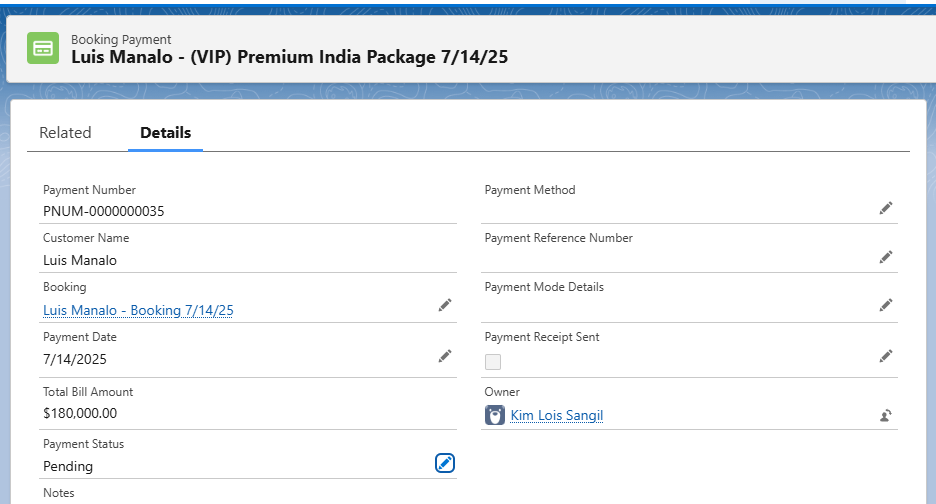 Booking Payment
Luis Manalo - (VIP) Premium India Package 7/14/25
Related
Details
Payment Number
PNUM-0000000035
Customer Name
Luis Manalo
Booking
Luis Manalo - Booking 7/14/25
Payment Date
7/14/2025
Total Bill Amount
$180,000.00
Payment Status
Pending
Notes
Payment Method
Payment Reference Number
Payment Mode Details
Payment Receipt Sent
Owner
Kim Lois Sangil